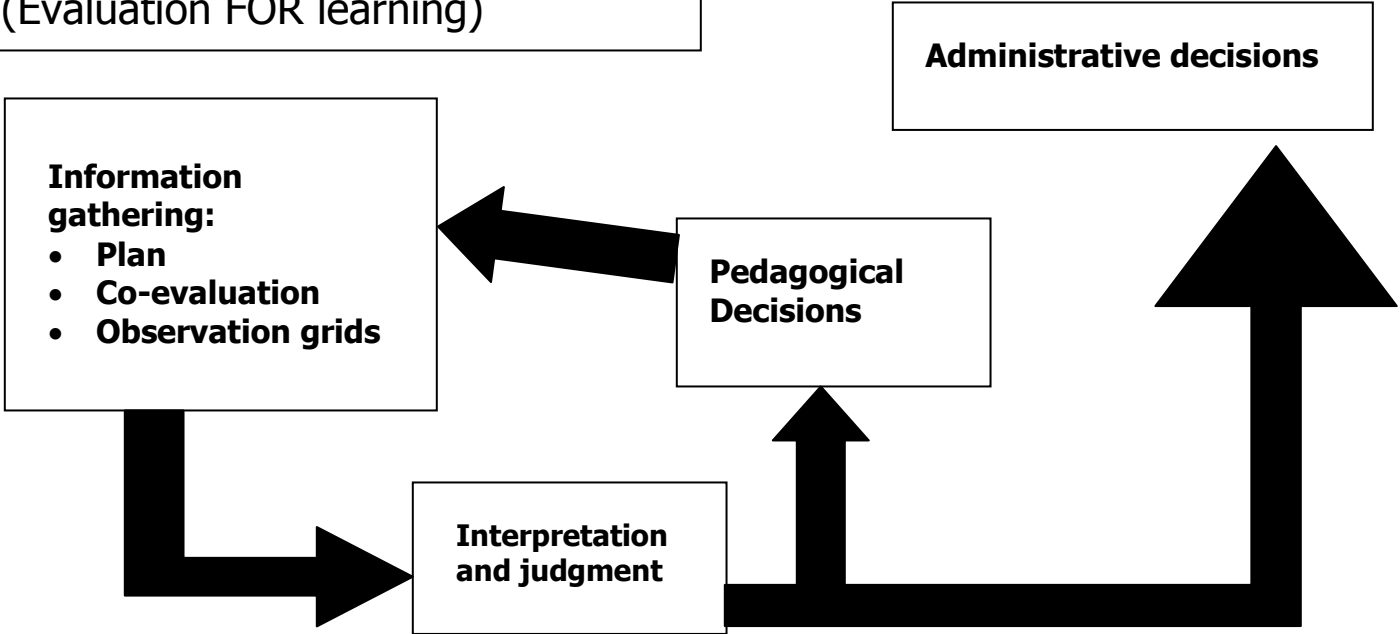 (Evaluation FOR learning)
Administrative decisions
Information
gathering:
• Plan
• Co-evaluation
• Observation grids
Pedagogical
Decisions
Interpretation
and judgment